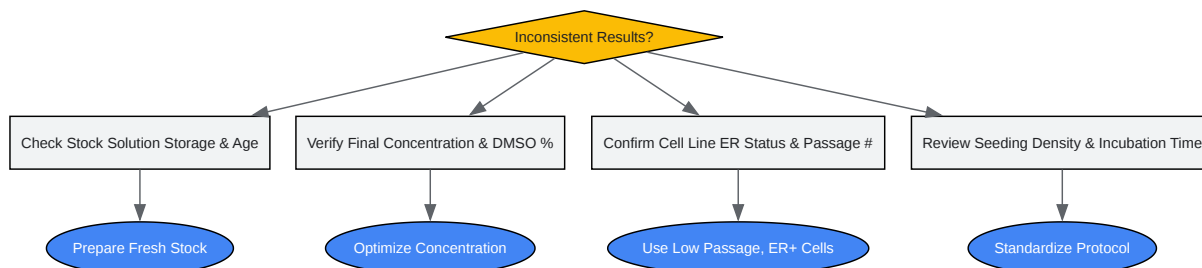 Inconsistent Results?
Check Stock Solution Storage & Age
Verify Final Concentration & DMSO %
Confirm Cell Line ER Status & Passage #
Review Seeding Density & Incubation Time
Prepare Fresh Stock
Optimize Concentration
Use Low Passage, ER+ Cells
Standardize Protocol